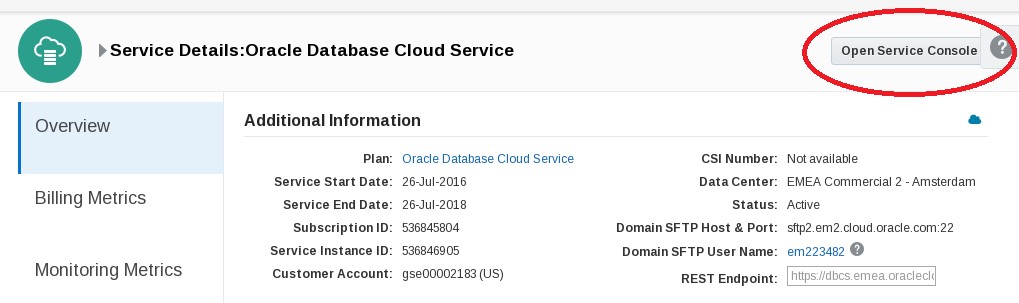 Service Details:Oracle Database Cloud Service
Open Service Console
?
Overview
Billing Metrics
Monitoring Metrics
Additional Information
Plan: Oracle Database Cloud Service
Service Start Date: 26-Jul-2016
Service End Date: 26-Jul-2018
Subscription ID: 536845804
Service Instance ID: 536846905
Customer Account: gse00002183 (US)
CSI Number: Not available
Data Center: EMEA Commercial 2 - Amsterdam
Status: Active
Domain SFTP Host & Port: sftp2.em2.cloud.oracle.com:22
Domain SFTP User Name: em223482 ?
REST Endpoint: https://dbcs.emea.oraclecl